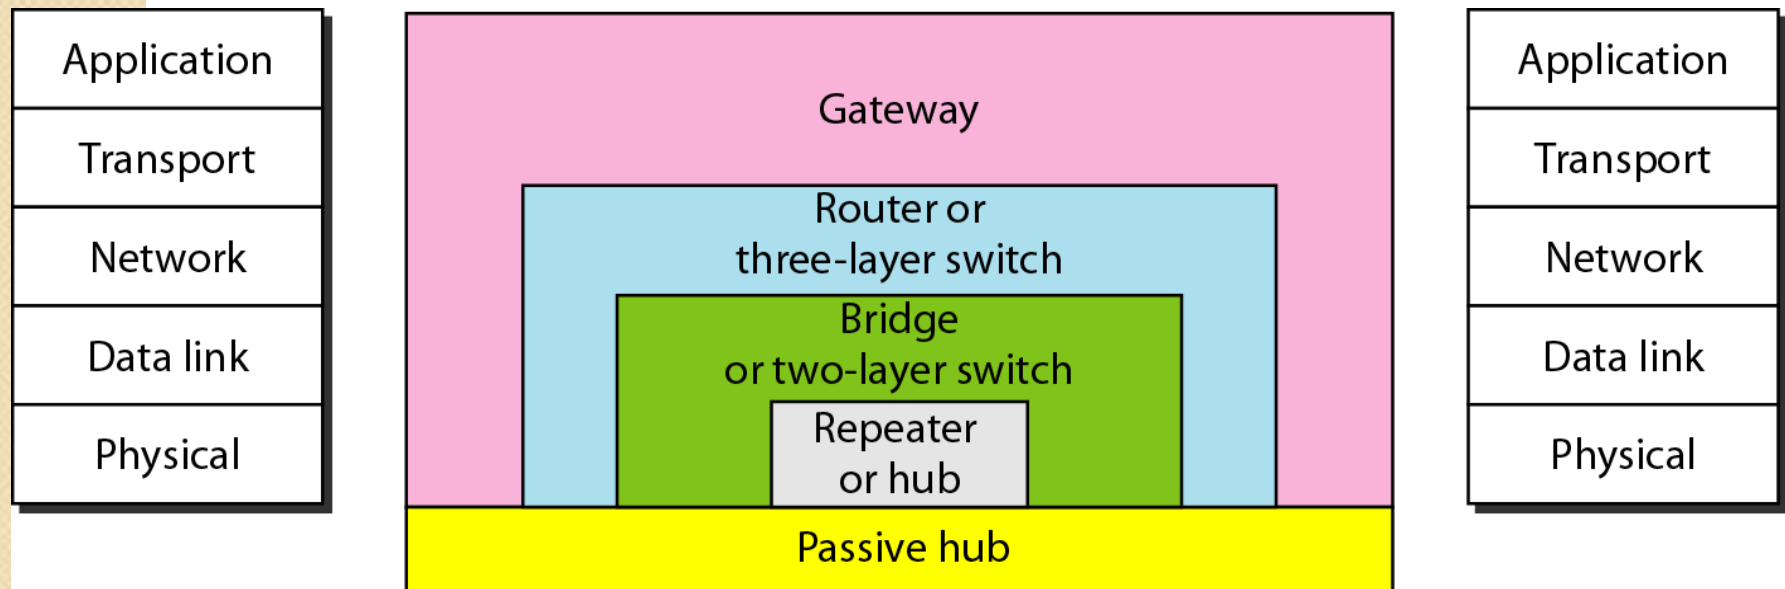 Application
Transport
Network
Data link
Physical
Gateway
Router or
three-layer switch
Bridge
or two-layer switch
Repeater
or hub
Passive hub
Application
Transport
Network
Data link
Physical